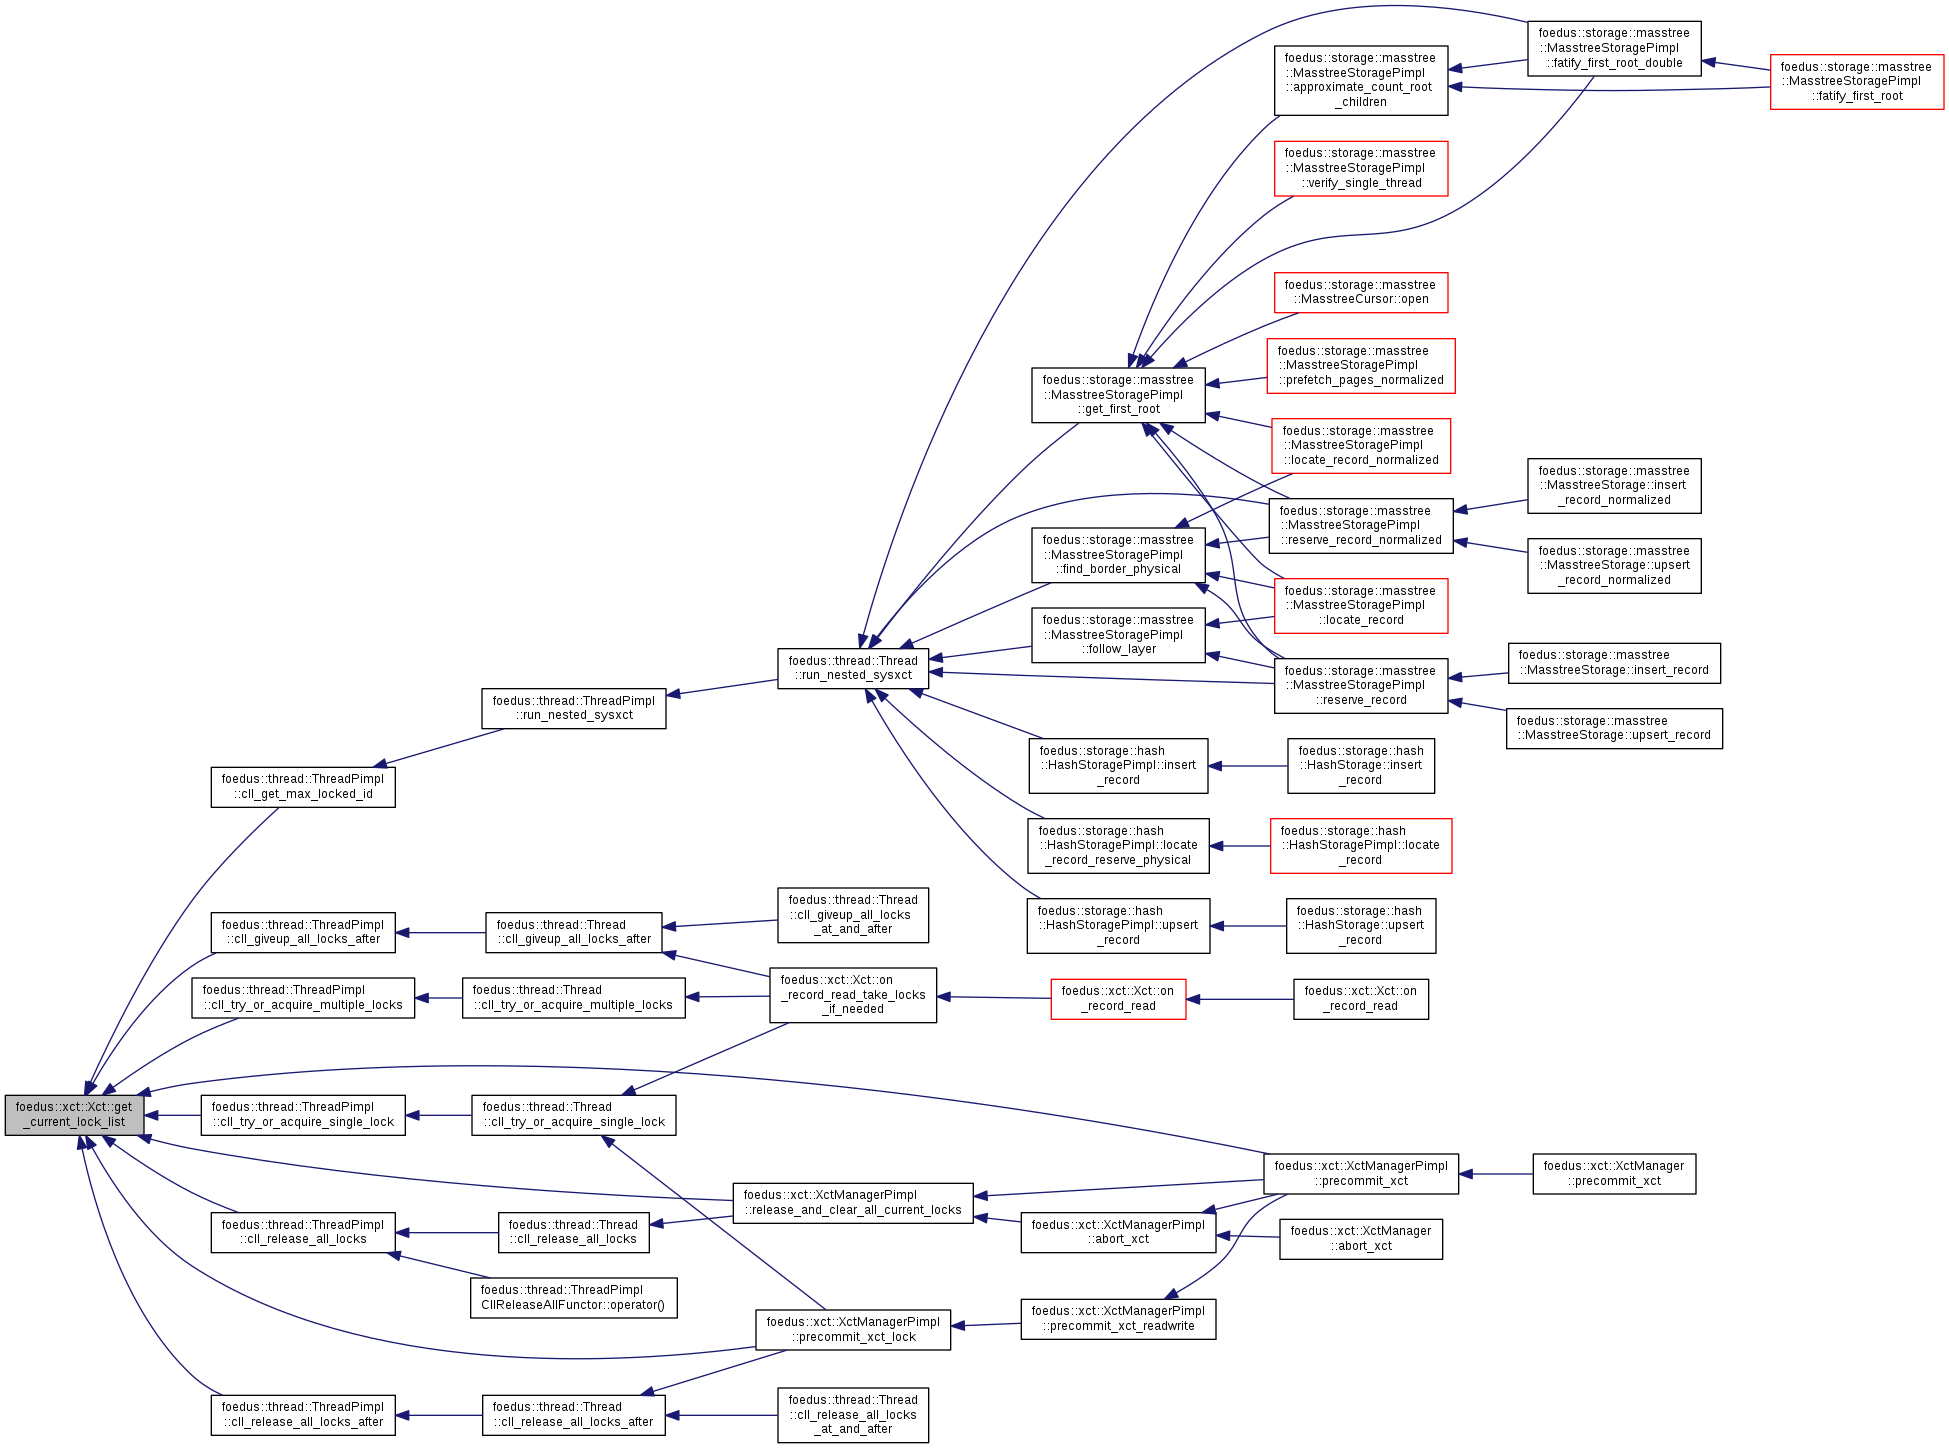 foedus::storage::masstree
::MasstreeStoragePimpl
::fatify_first_root_double
foedus::storage::masstree
::MasstreeStoragePimpl
::fatify_first_root
foedus::storage::masstree
::MasstreeStoragePimpl
::approximate_count_root
_children
foedus::storage::masstree
::MasstreeStoragePimpl
::verify_single_thread
foedus::storage::masstree
::MasstreeCursor::open
foedus::storage::masstree
::MasstreeStoragePimpl
::prefetch_pages_normalized
foedus::storage::masstree
::MasstreeStoragePimpl
::get_first_root
foedus::storage::masstree
::MasstreeStoragePimpl
::locate_record_normalized
foedus::storage::masstree
::MasstreeStorage::insert
_record_normalized
foedus::storage::masstree
::MasstreeStoragePimpl
::reserve_record_normalized
foedus::storage::masstree
::MasstreeStoragePimpl
::find_border_physical
foedus::storage::masstree
::MasstreeStorage::upsert
_record_normalized
foedus::storage::masstree
::MasstreeStoragePimpl
::locate_record
foedus::storage::masstree
::MasstreeStoragePimpl
::follow_layer
foedus::thread::Thread
::run_nested_sysxct
foedus::storage::masstree
::MasstreeStoragePimpl
::reserve_record
foedus::storage::masstree
::MasstreeStorage::insert_record
foedus::storage::masstree
::MasstreeStorage::upsert_record
foedus::thread::ThreadPimpl
::run_nested_sysxct
foedus::storage::hash
::HashStoragePimpl::insert
_record
foedus::storage::hash
::HashStorage::insert
_record
foedus::thread::ThreadPimpl
::cll_get_max_locked_id
foedus::storage::hash
::HashStoragePimpl::locate
_record_reserve_physical
foedus::storage::hash
::HashStoragePimpl::locate
_record
foedus::thread::ThreadPimpl
::cll_giveup_all_locks_after
foedus::thread::Thread
::cll_giveup_all_locks_after
foedus::thread::Thread
::cll_giveup_all_locks
_at_and_after
foedus::storage::hash
::HashStoragePimpl::upsert
_record
foedus::storage::hash
::HashStorage::upsert
_record
foedus::thread::ThreadPimpl
::cll_try_or_acquire_multiple_locks
foedus::thread::Thread
::cll_try_or_acquire_multiple_locks
foedus::xct::Xct::on
_record_read_take_locks
_if_needed
foedus::xct::Xct::on
_record_read
foedus::xct::Xct::on
_record_read
foedus::xct::Xct::get
_current_lock_list
foedus::thread::ThreadPimpl
::cll_try_or_acquire_single_lock
foedus::thread::Thread
::cll_try_or_acquire_single_lock
foedus::xct::XctManagerPimpl
::precommit_xct
foedus::xct::XctManager
::precommit_xct
foedus::xct::XctManagerPimpl
::release_and_clear_all_current_locks
foedus::thread::ThreadPimpl
::cll_release_all_locks
foedus::thread::Thread
::cll_release_all_locks
foedus::xct::XctManagerPimpl
::abort_xct
foedus::xct::XctManager
::abort_xct
foedus::thread::ThreadPimpl
CllReleaseAllFunctor::operator()
foedus::xct::XctManagerPimpl
::precommit_xct_lock
foedus::xct::XctManagerPimpl
::precommit_xct_readwrite
foedus::thread::ThreadPimpl
::cll_release_all_locks_after
foedus::thread::Thread
::cll_release_all_locks_after
foedus::thread::Thread
::cll_release_all_locks
_at_and_after